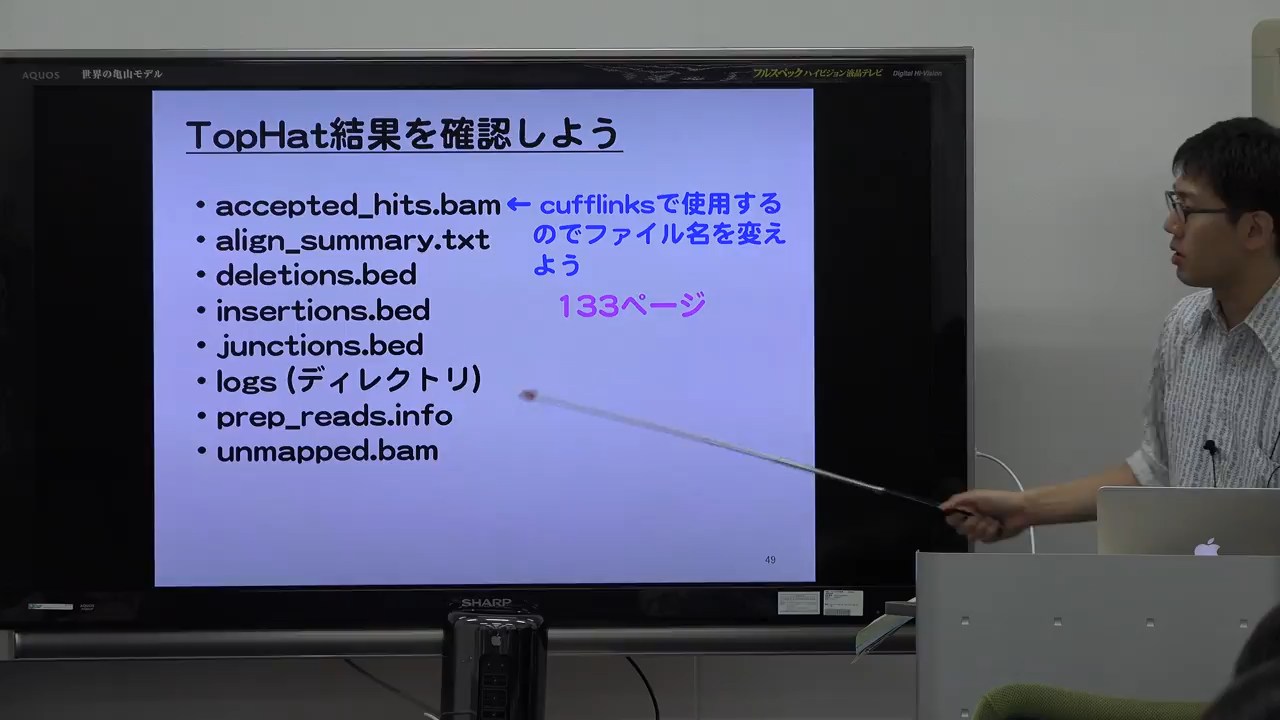 AQUOS 世界の亀山モデル
フルスペックハイビジョン液晶テレビ Digital Hi-Vision
TopHat結果を確認しよう
・accepted_hits.bam ← cufflinksで使用する
のでファイル名を変え
よう
・align_summary.txt
・deletions.bed
・insertions.bed
133ページ
・junctions.bed
・logs (ディレクトリ)
・prep_reads.info
・unmapped.bam
49
SHARP